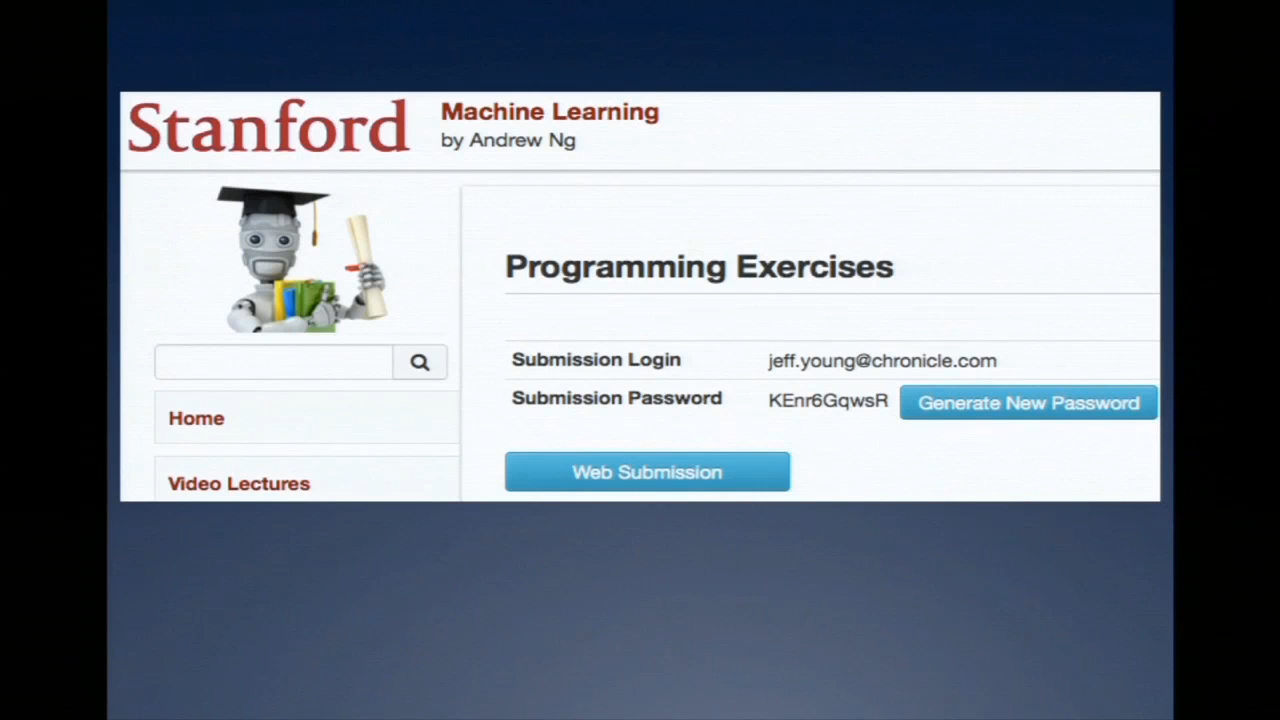 Stanford
Machine Learning
by Andrew Ng
Programming Exercises
Submission Login jeff.young@chronicle.com
Submission Password KEnr6GqwsR Generate New Password
Web Submission
Home
Video Lectures